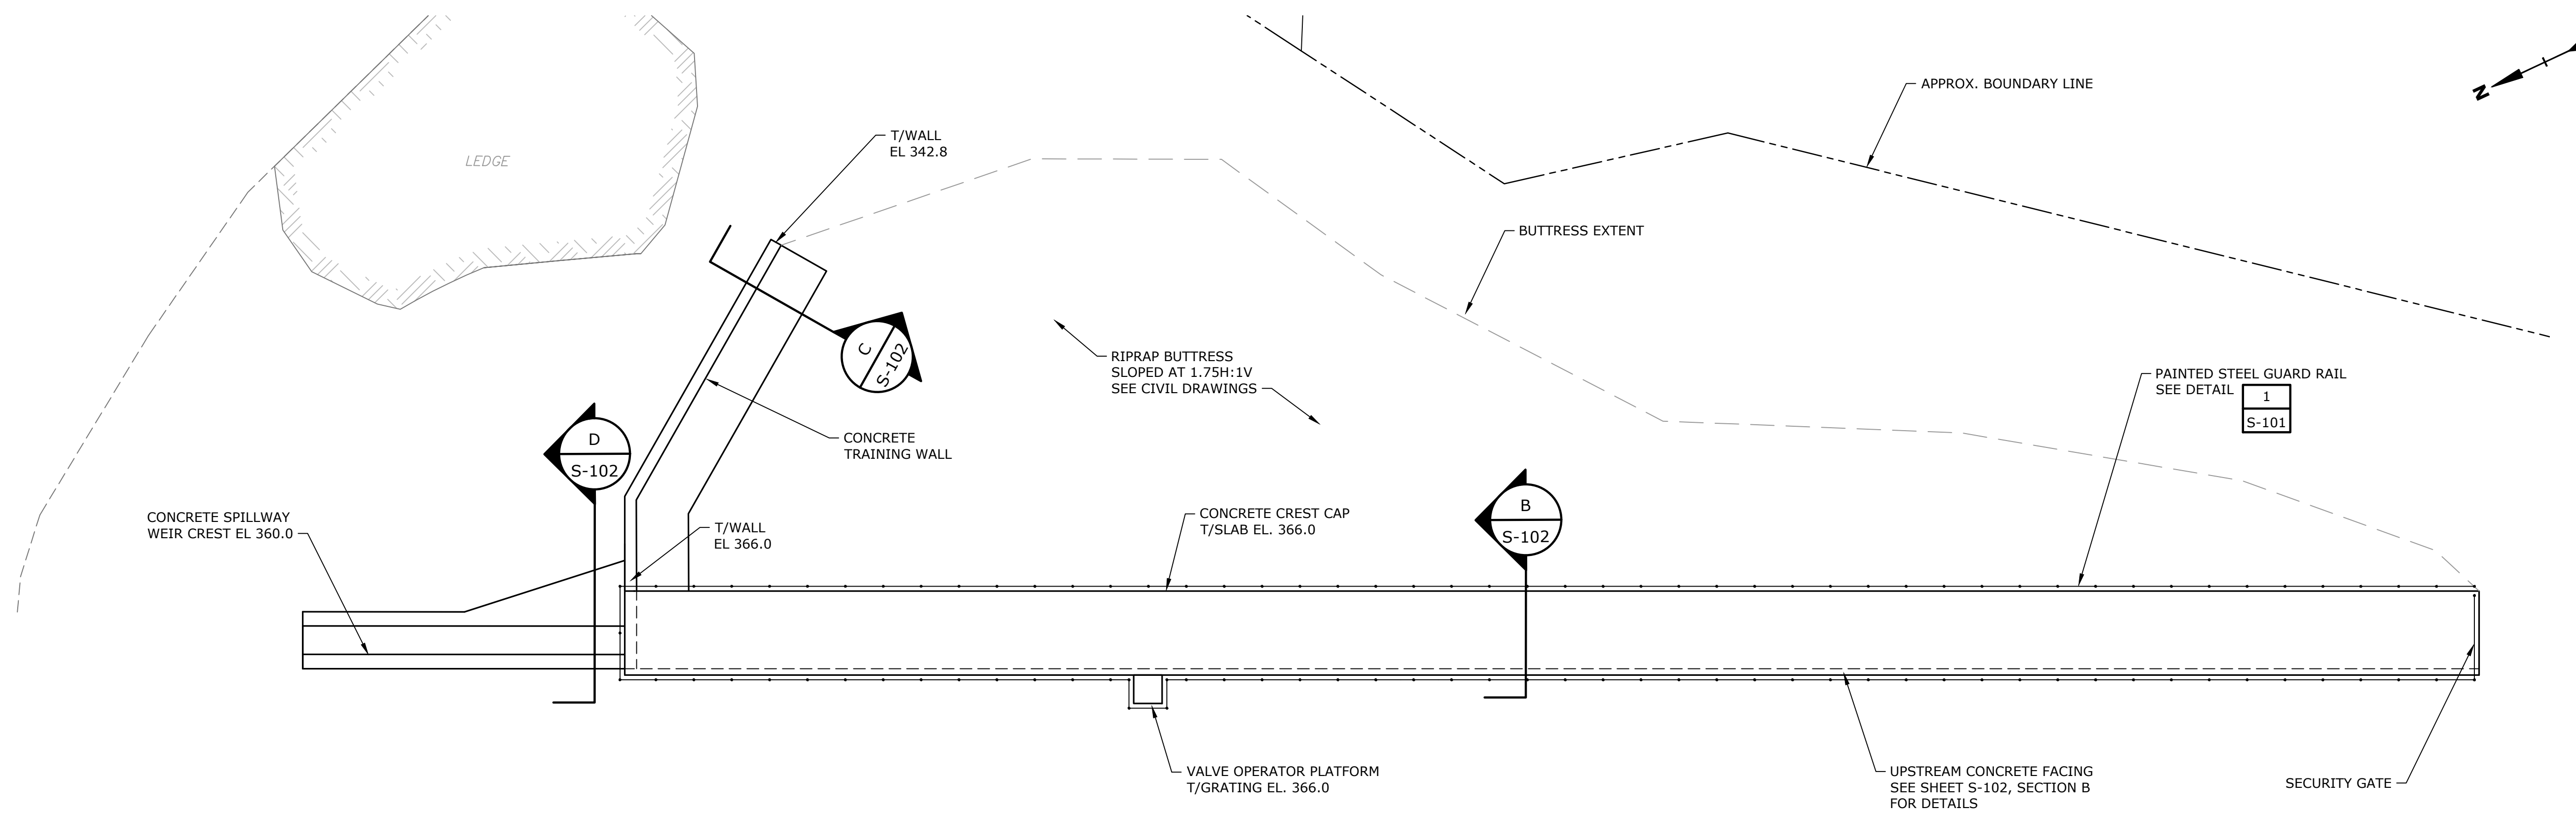 APPROX. BOUNDARY LINE
N
T/WALL
EL 342.8
LEDGE
BUTTRESS EXTENT
C
S-102
RIPRAP BUTTRESS
SLOPED AT 1.75H:1V
SEE CIVIL DRAWINGS
PAINTED STEEL GUARD RAIL
SEE DETAIL
1
S-101
CONCRETE
TRAINING WALL
D
S-102
CONCRETE SPILLWAY
WEIR CREST EL 360.0
T/WALL
EL 366.0
CONCRETE CREST CAP
T/SLAB EL. 366.0
B
S-102
VALVE OPERATOR PLATFORM
T/GRATING EL. 366.0
UPSTREAM CONCRETE FACING
SEE SHEET S-102, SECTION B
FOR DETAILS
SECURITY GATE